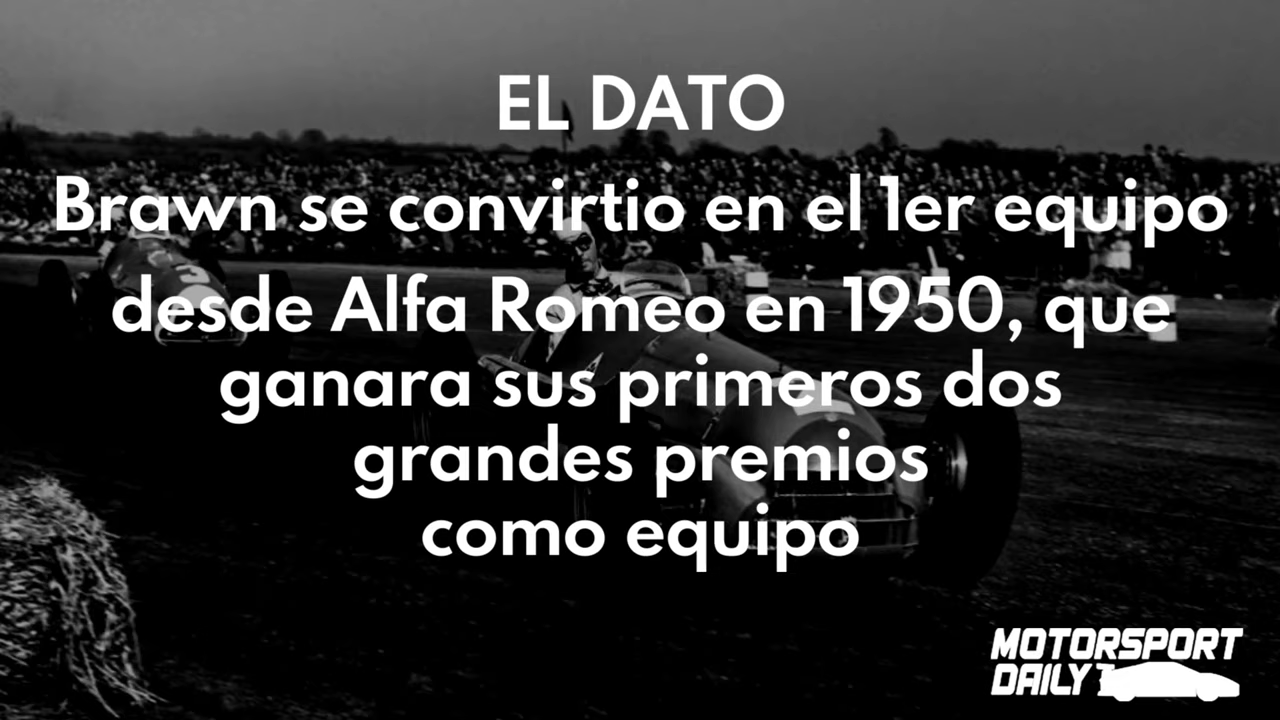 EL DATO
Brawn se convirtio en el 1er equipo
desde Alfa Romeo en 1950, que
ganara sus primeros dos
grandes premios
como equipo
3
MOTORSPORT
DAILY